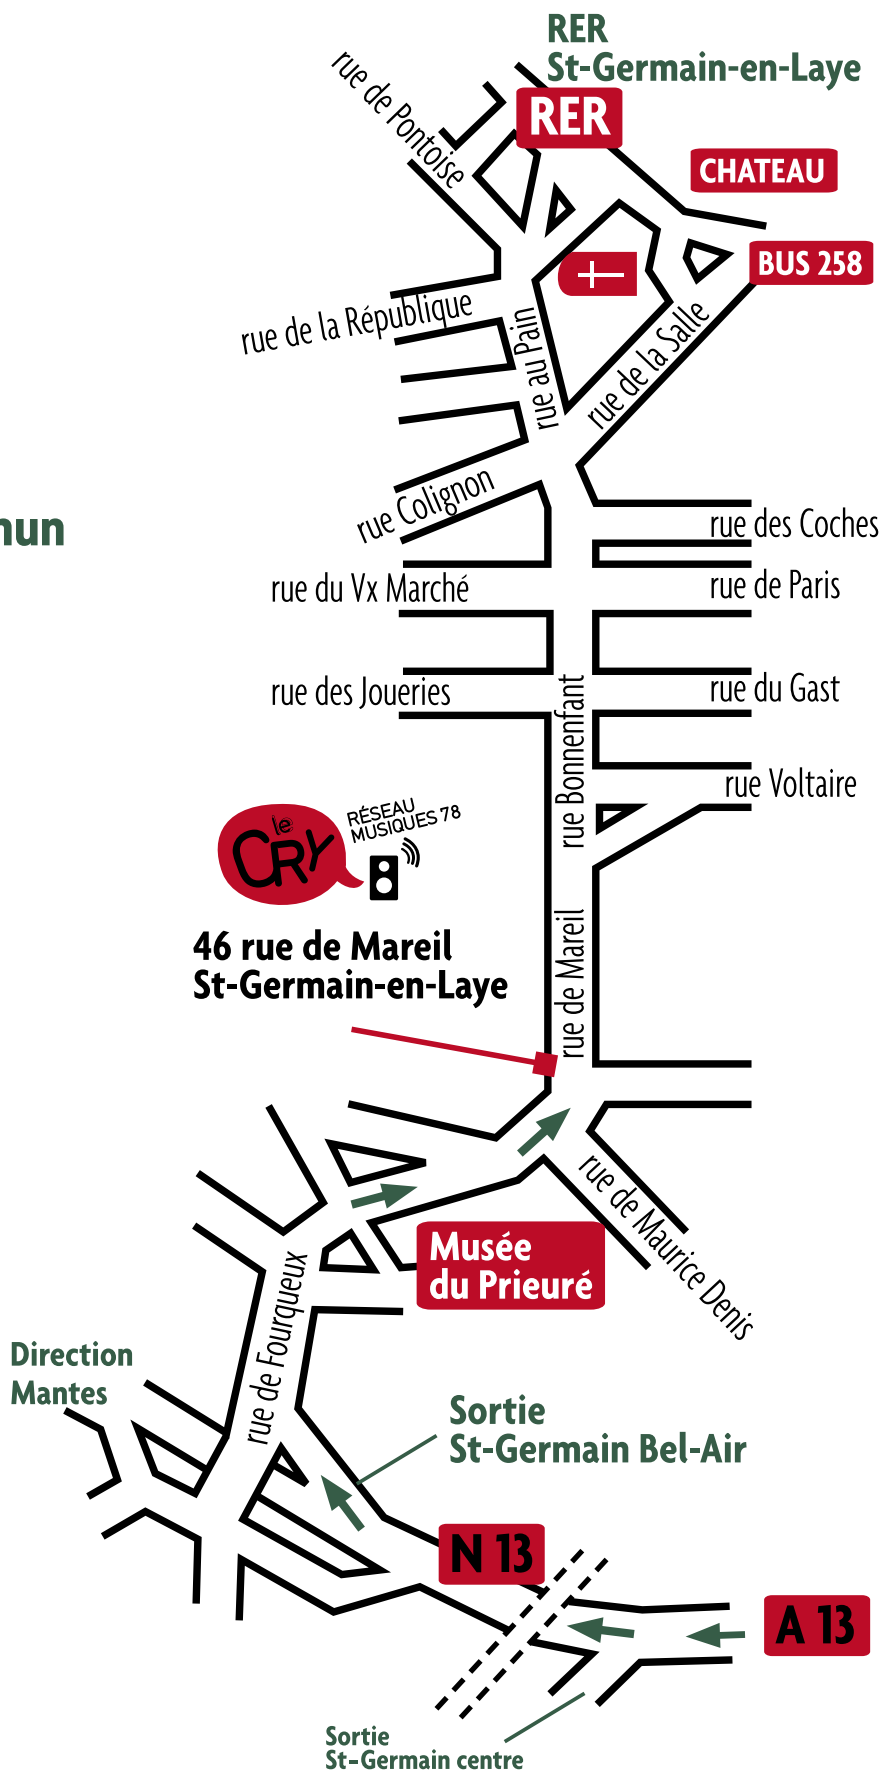 RER
St-Germain-en-Laye
rue de Pontoise
RER
CHATEAU
BUS 258
rue de la République
rue au Pain
rue de la Salle
rue Colignon
rue des Coches
rue du Vx Marché
rue de Paris
rue des Joueries
rue du Gast
rue Bonnenfant
rue Voltaire
le
CRY
RÉSEAU
MUSIQUES 78
46 rue de Mareil
St-Germain-en-Laye
rue de Mareil
rue de Maurice Denis
Musée
du Prieuré
rue de Fourqueux
Direction
Mantes
Sortie
St-Germain Bel-Air
N 13
A 13
Sortie
St-Germain centre